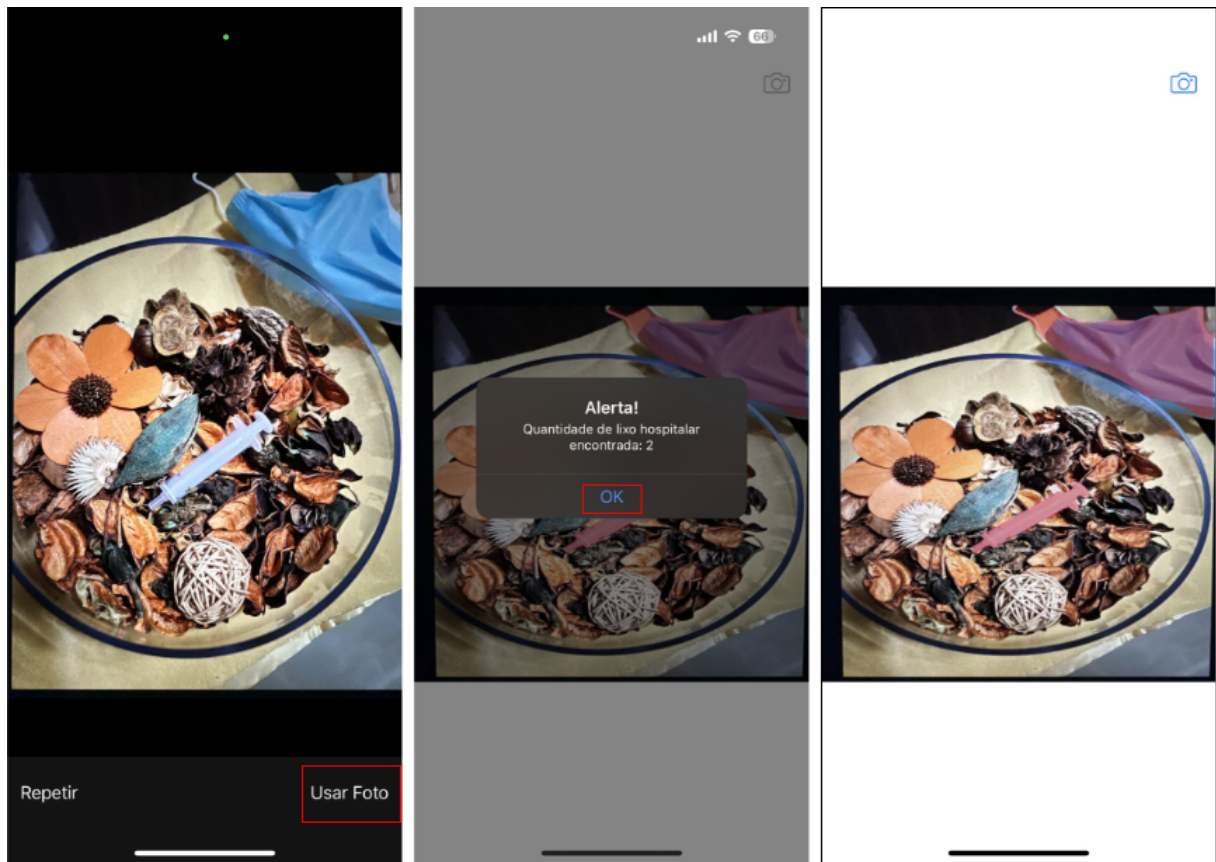 Repetir
Usar Foto
66
Alerta!
Quantidade de lixo hospitalar
encontrada: 2
OK